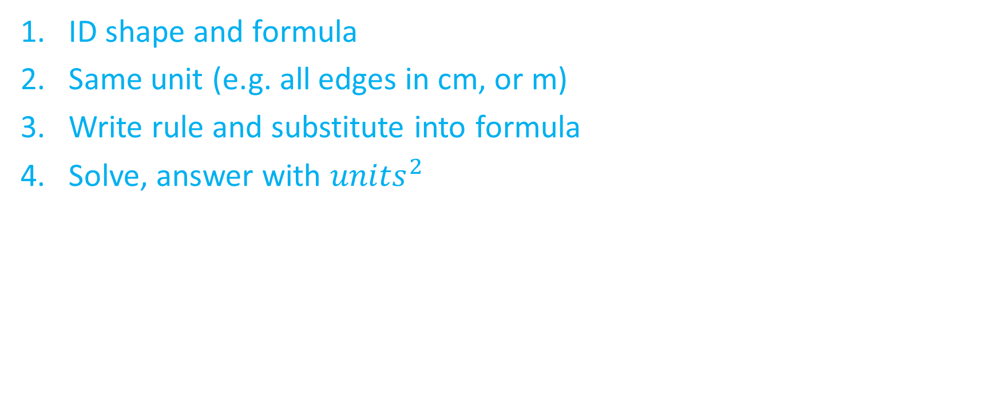 1. ID shape and formula
2. Same unit (e.g. all edges in cm, or m)
3. Write rule and substitute into formula
4. Solve, answer with units²